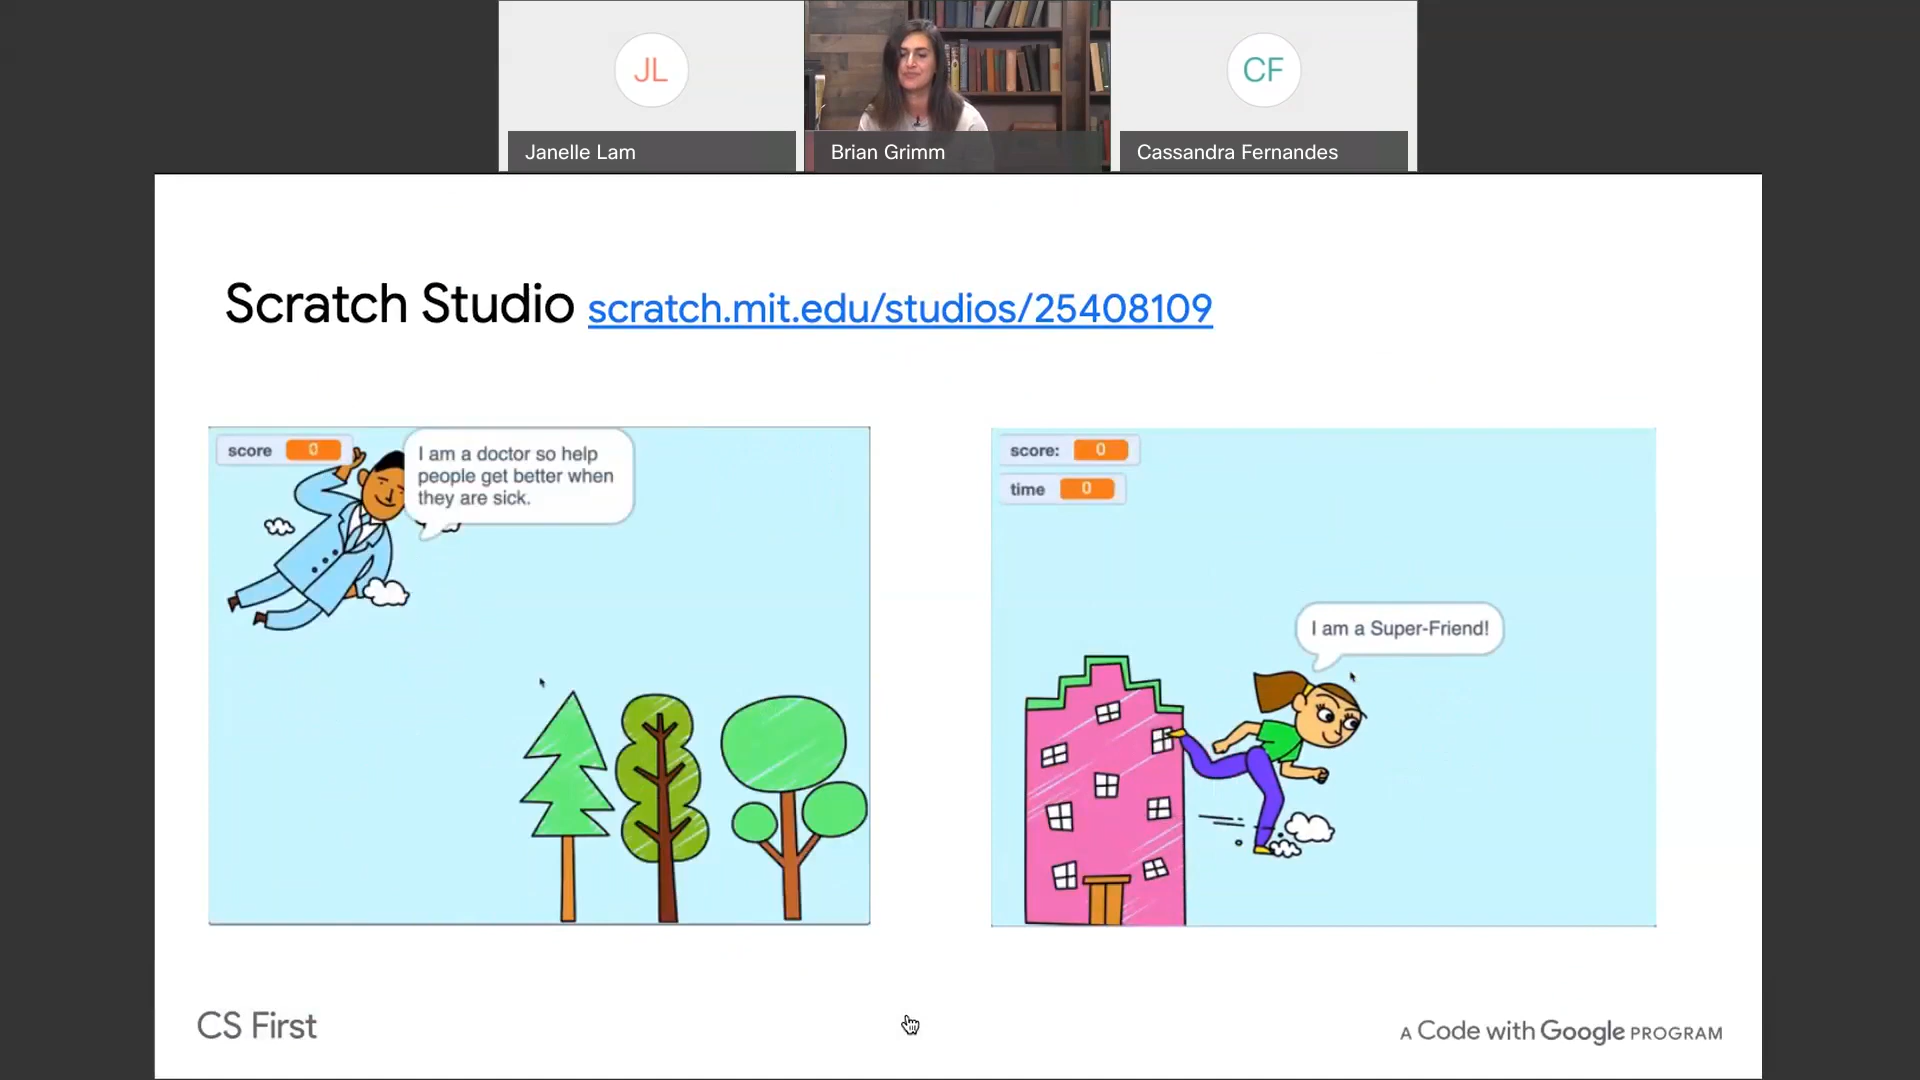 JL
CF
Janelle Lam
Brian Grimm
Cassandra Fernandes
Scratch Studio scratch.mit.edu/studios/25408109
score 0
I am a doctor so help
people get better when
they are sick.
score: 0
time 0
I am a Super-Friend!
CS First
A Code with Google PROGRAM